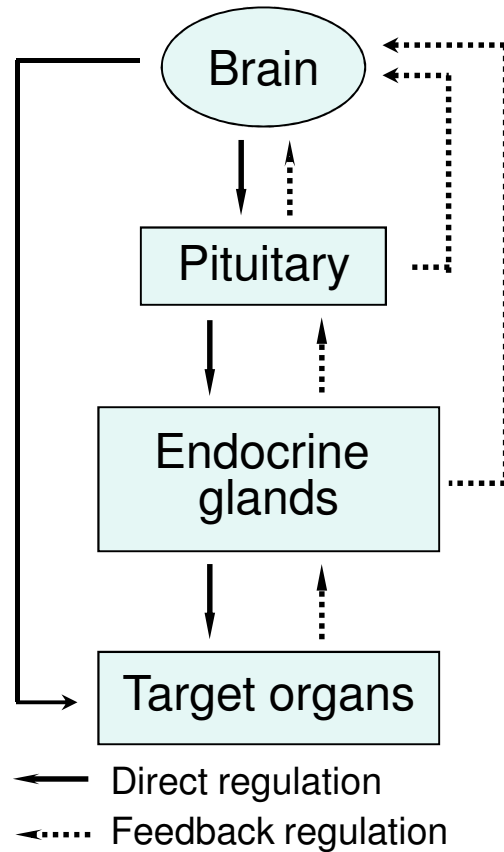 Brain
Pituitary
Endocrine
glands
Target organs
Direct regulation
Feedback regulation